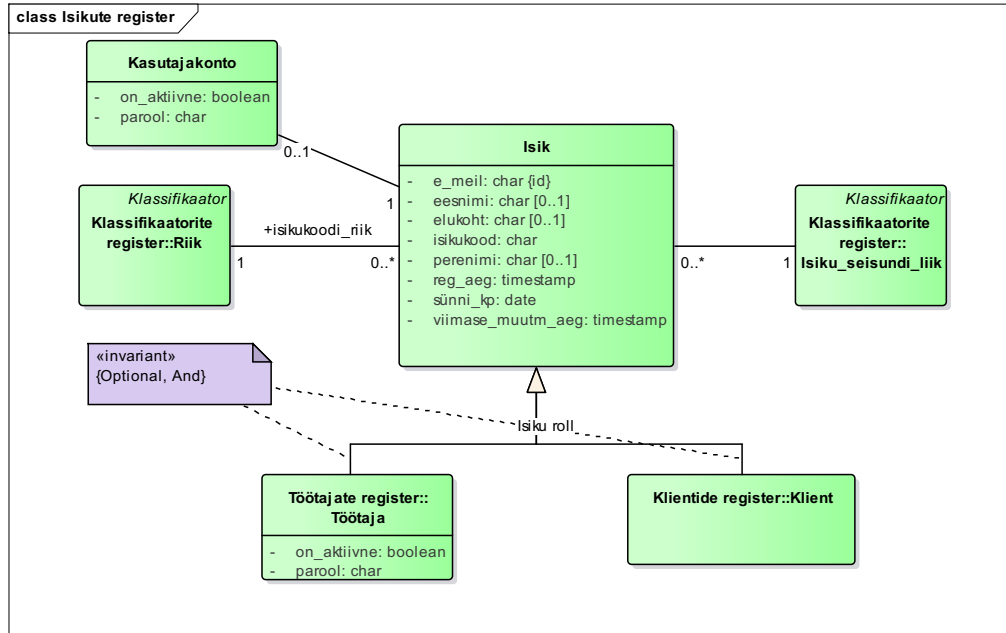 class Isikute register
Kasutajakonto
- on_aktiivne: boolean
- parool: char
0..1
1
Isik
- e_meil: char {id}
- eesnimi: char [0..1]
- elukoht: char [0..1]
- isikukood: char
- perenimi: char [0..1]
- reg_aeg: timestamp
- sünni_kp: date
- viimase_muutm_aeg: timestamp
Klassifikaator
Klassifikaatorite
register::Riik
+isikukoodi_riik
1
0..*
0..*
1
Klassifikaator
Klassifikaatorite
register::
Isiku_seisundi_liik
«invariant»
{Optional, And}
Isiku roll
Töötajate register::
Töötaja
- on_aktiivne: boolean
- parool: char
Klientide register::Klient